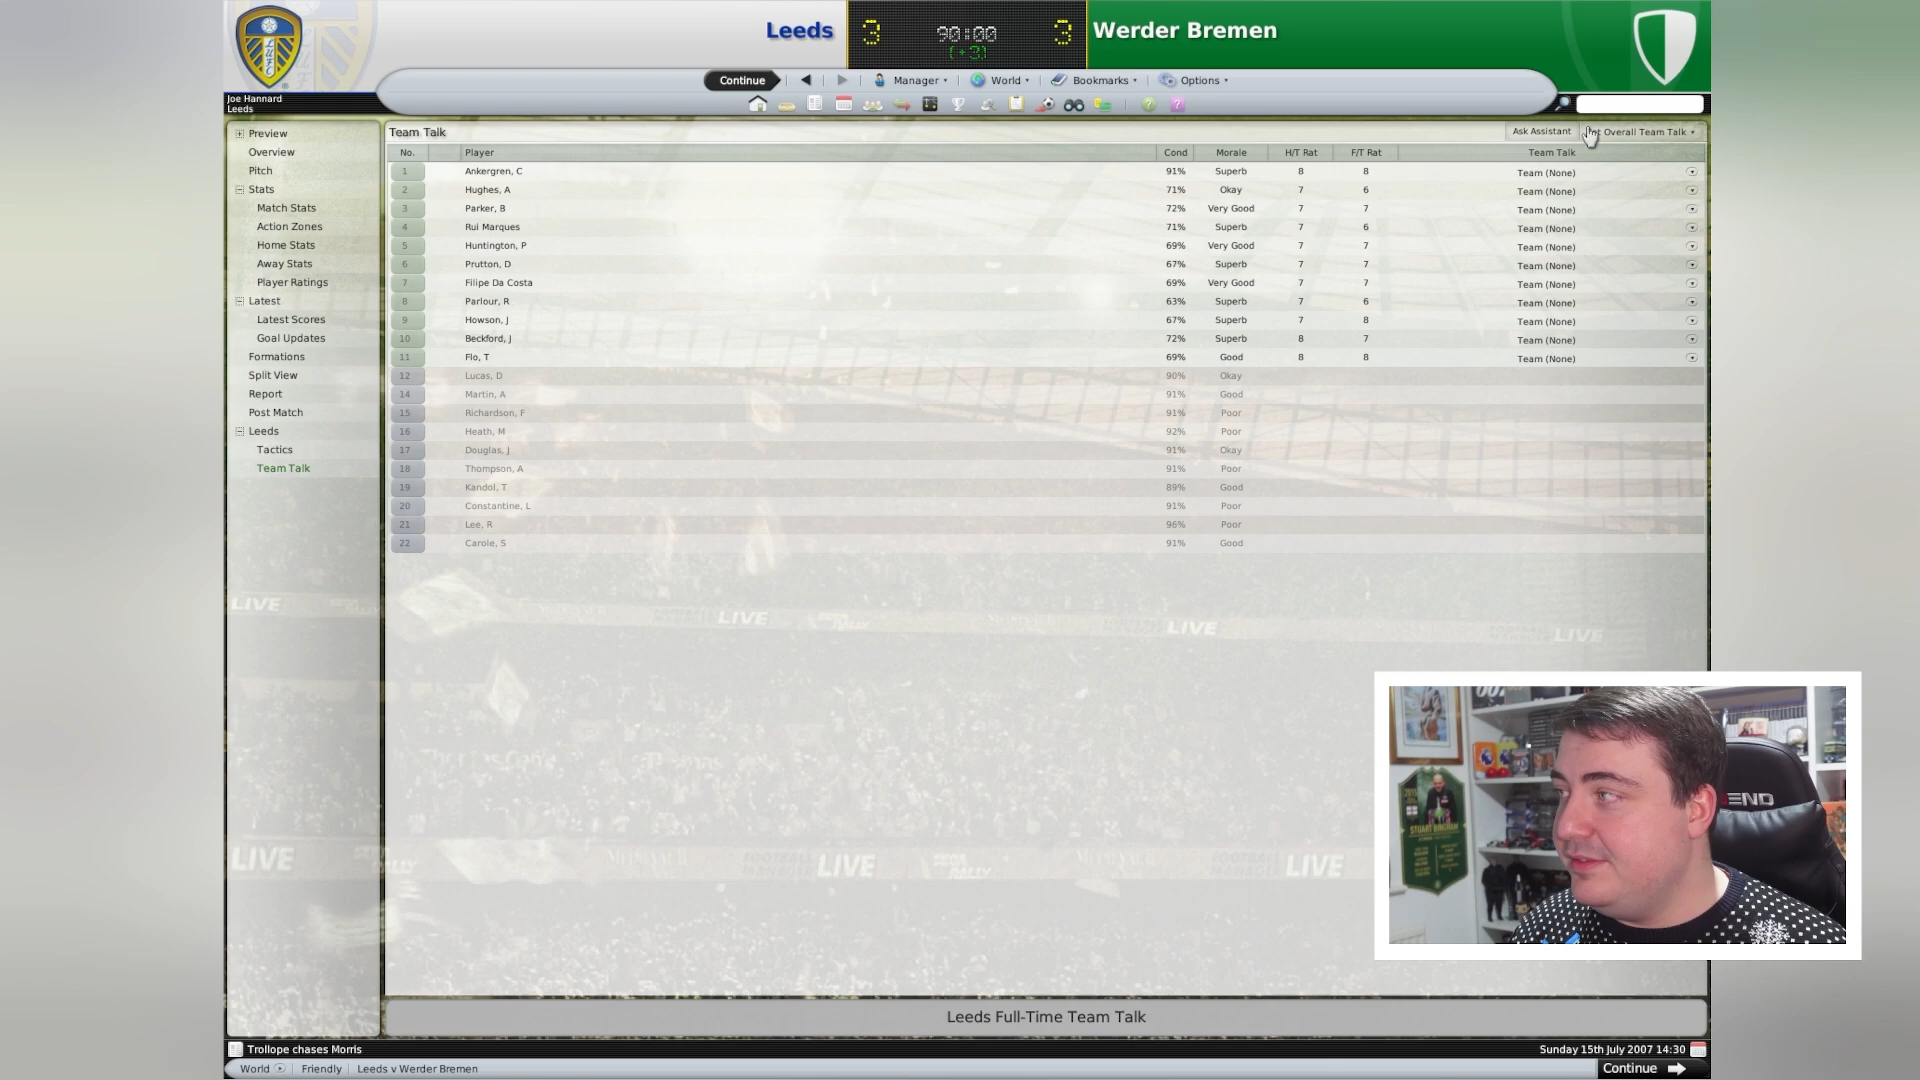 Leeds 3 90:00 (+3) 3 Werder Bremen
Continue Manager World Bookmarks Options
Joe Hannard
Leeds
Preview
Overview
Pitch
Stats
Match Stats
Action Zones
Home Stats
Away Stats
Player Ratings
Latest
Latest Scores
Goal Updates
Formations
Split View
Report
Post Match
Leeds
Tactics
Team Talk
Team Talk Ask Assistant Overall Team Talk
No. Player Cond Morale H/T Rat F/T Rat Team Talk
1 Ankergren, C 91% Superb 8 8 Team (None)
2 Hughes, A 71% Okay 7 6 Team (None)
3 Parker, B 72% Very Good 7 7 Team (None)
4 Rui Marques 71% Superb 7 6 Team (None)
5 Huntington, P 69% Very Good 7 7 Team (None)
6 Prutton, D 67% Superb 7 7 Team (None)
7 Filipe Da Costa 69% Very Good 7 7 Team (None)
8 Parlour, R 63% Superb 7 6 Team (None)
9 Howson, J 67% Superb 7 8 Team (None)
10 Beckford, J 72% Superb 8 7 Team (None)
11 Flo, T 69% Good 8 8 Team (None)
12 Lucas, D 90% Okay
14 Martin, A 91% Good
15 Richardson, F 91% Poor
16 Heath, M 92% Poor
17 Douglas, J 91% Okay
18 Thompson, A 91% Poor
19 Kandol, T 89% Good
20 Constantine, L 91% Poor
21 Lee, R 96% Poor
22 Carole, S 91% Good
LIVE LIVE LIVE LIVE
LIVE LIVE LIVE
STUART BINGHAM
END
Leeds Full-Time Team Talk
Trollope chases Morris Sunday 15th July 2007 14:30
World Friendly Leeds v Werder Bremen Continue